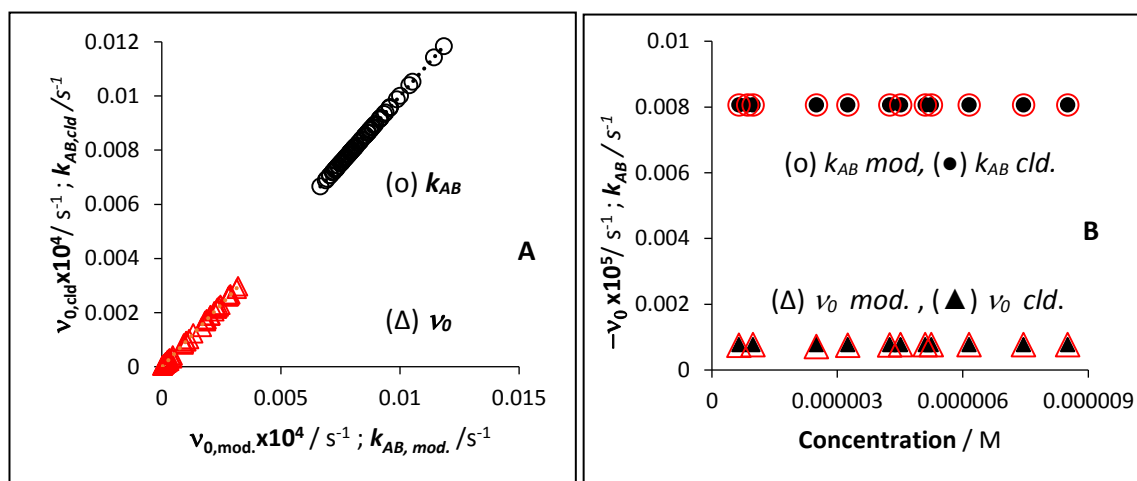 0.012
0.01
0.008
0.006
0.004
0.002
0
ν0,cld x10⁴/ s⁻¹ ; kAB,cld /s⁻¹
(o) kAB
A
(Δ) ν0
0 0.005 0.01 0.015
ν0,mod. x10⁴ / s⁻¹ ; kAB, mod. /s⁻¹
0.01
0.008
0.006
0.004
0.002
0
–ν0 x10⁵/ s⁻¹ ; kAB / s⁻¹
(o) kAB mod, (●) kAB cld.
B
(Δ) ν0 mod. , (▲) ν0 cld.
0 0.000003 0.000006 0.000009
Concentration / M